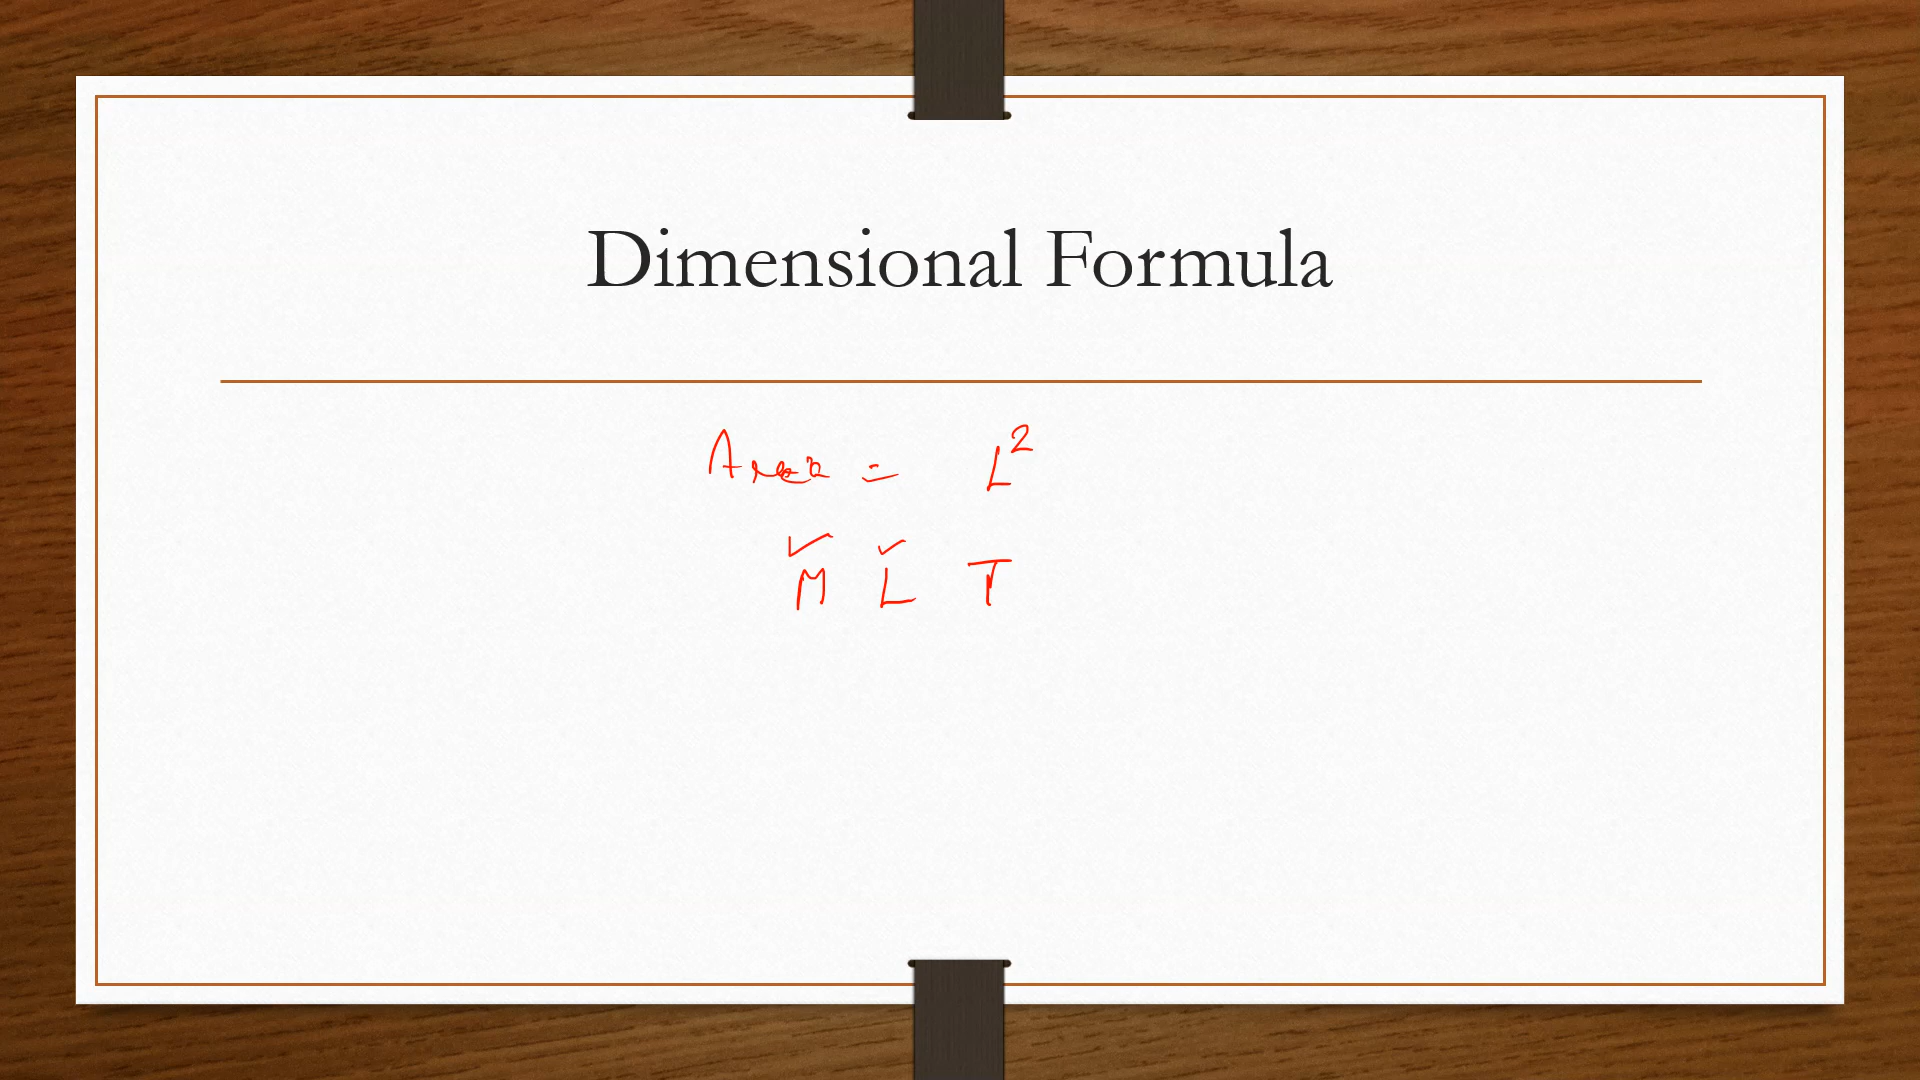 Dimensional Formula
Area = L²
M L T